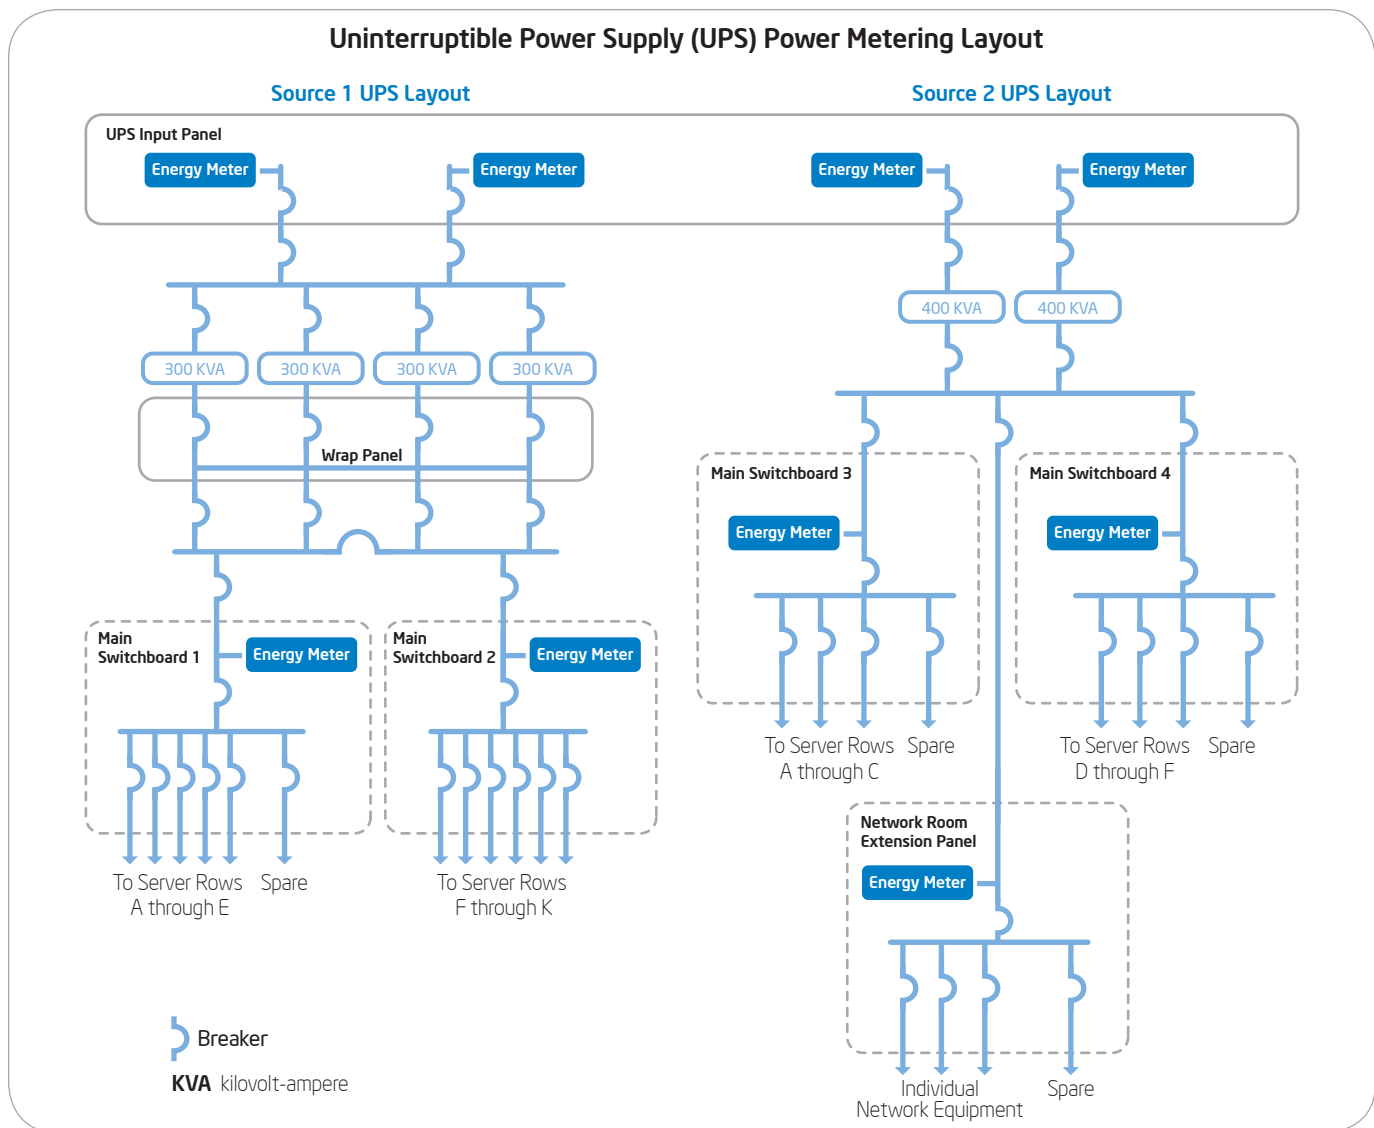 Uninterruptible Power Supply (UPS) Power Metering Layout
Source 1 UPS Layout
Source 2 UPS Layout
UPS Input Panel
Energy Meter
Energy Meter
Energy Meter
Energy Meter
400 KVA
400 KVA
300 KVA
300 KVA
300 KVA
300 KVA
Wrap Panel
Main Switchboard 3
Main Switchboard 4
Energy Meter
Energy Meter
Main
Switchboard 1
Energy Meter
Main
Switchboard 2
Energy Meter
To Server Rows
A through C
Spare
To Server Rows
D through F
Spare
Network Room
Extension Panel
Energy Meter
To Server Rows
A through E
Spare
To Server Rows
F through K
Breaker
KVA kilovolt-ampere
Individual
Network Equipment
Spare